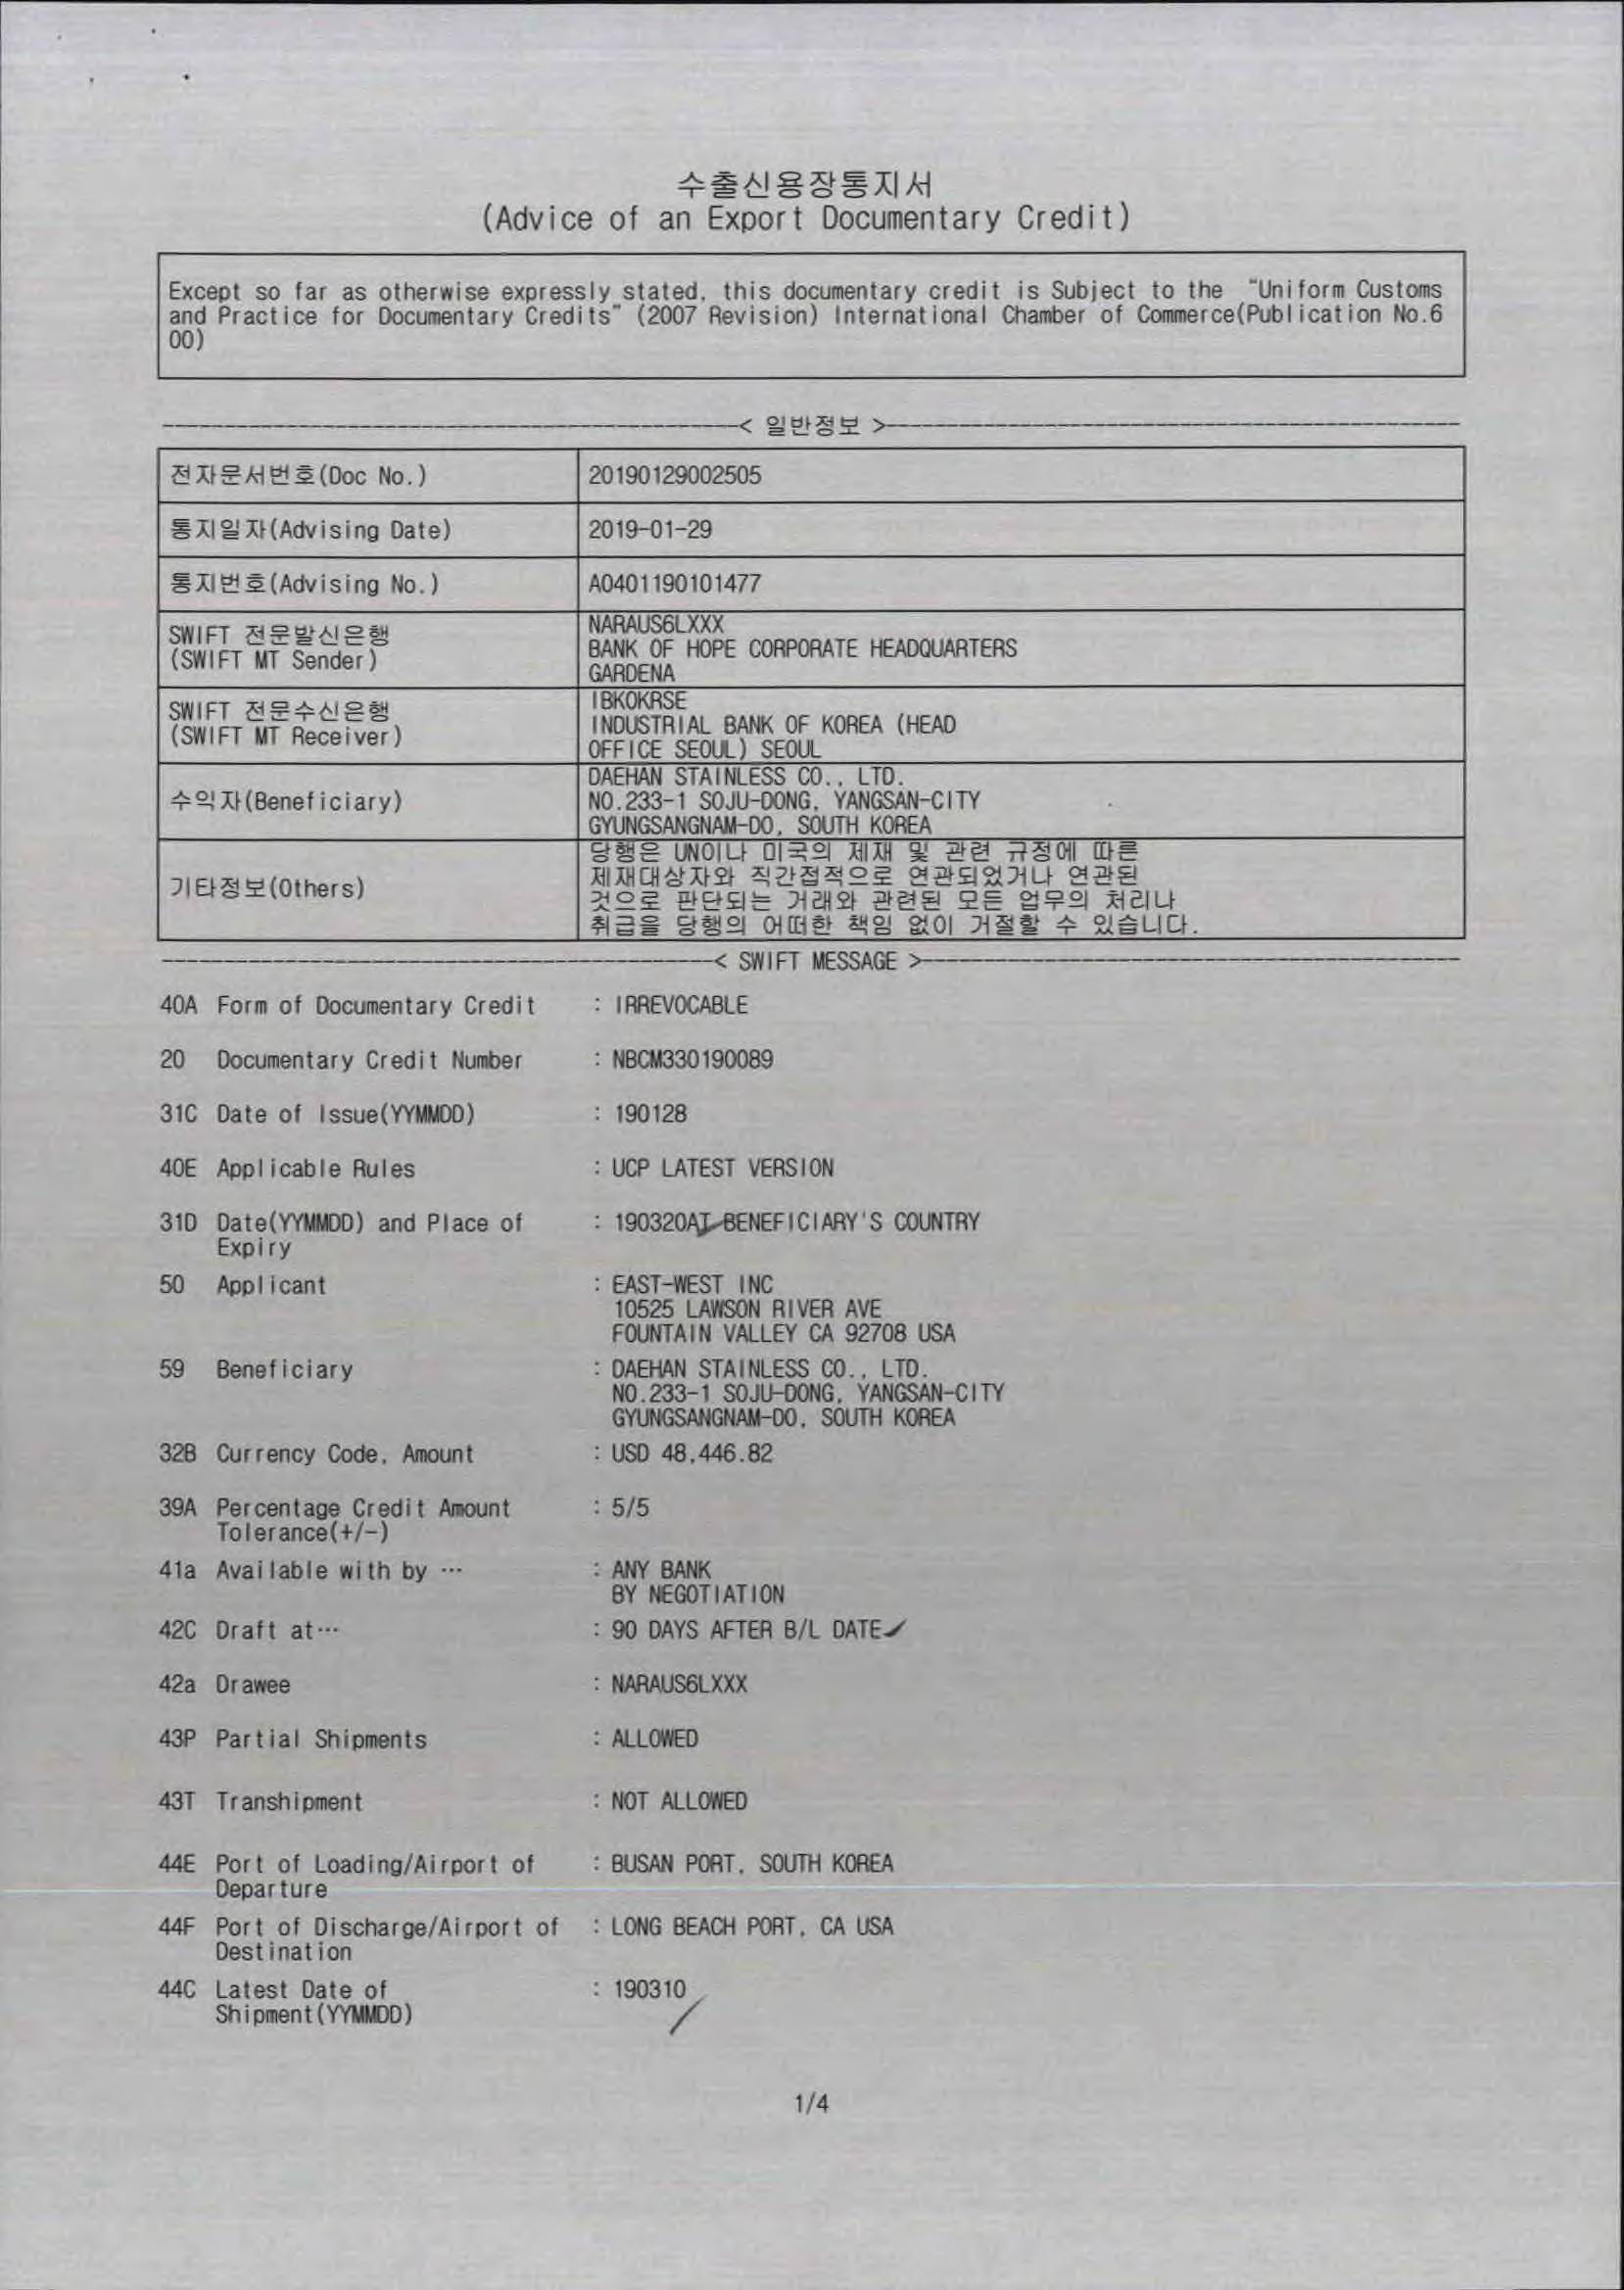 수출신용장통지서
(Advice of an Export Documentary Credit)
Except so far as otherwise expressly stated, this documentary credit is Subject to the "Uniform Customs
and Practice for Documentary Credits" (2007 Revision) International Chamber of Commerce(Publication No.6
00)
< 일반정보 >
전자문서번호(Doc No.) 20190129002505
통지일자(Advising Date) 2019-01-29
통지번호(Advising No.) A0401190101477
SWIFT 전문발신은행
(SWIFT MT Sender)
NARAUS6LXXX
BANK OF HOPE CORPORATE HEADQUARTERS
GARDENA
SWIFT 전문수신은행
(SWIFT MT Receiver)
IBKOKRSE
INDUSTRIAL BANK OF KOREA (HEAD
OFFICE SEOUL) SEOUL
수익자(Beneficiary)
DAEHAN STAINLESS CO., LTD.
NO.233-1 SOJU-DONG, YANGSAN-CITY
GYUNGSANGNAM-DO, SOUTH KOREA
기타정보(Others)
당행은 UN이나 미국의 제재 및 관련 규정에 따른
제재대상자와 직간접적으로 연관되었거나 연관된
것으로 판단되는 거래와 관련된 모든 업무의 처리나
취급을 당행의 어떠한 책임 없이 거절할 수 있습니다.
< SWIFT MESSAGE >
40A Form of Documentary Credit : IRREVOCABLE
20 Documentary Credit Number : NBCM330190089
31C Date of Issue(YYMMDD) : 190128
40E Applicable Rules : UCP LATEST VERSION
31D Date(YYMMDD) and Place of : 190320AT BENEFICIARY'S COUNTRY
Expiry
50 Applicant : EAST-WEST INC
10525 LAWSON RIVER AVE
FOUNTAIN VALLEY CA 92708 USA
59 Beneficiary : DAEHAN STAINLESS CO., LTD.
NO.233-1 SOJU-DONG, YANGSAN-CITY
GYUNGSANGNAM-DO, SOUTH KOREA
32B Currency Code, Amount : USD 48,446.82
39A Percentage Credit Amount : 5/5
Tolerance(+/-)
41a Available with by … : ANY BANK
BY NEGOTIATION
42C Draft at… : 90 DAYS AFTER B/L DATE
42a Drawee : NARAUS6LXXX
43P Partial Shipments : ALLOWED
43T Transhipment : NOT ALLOWED
44E Port of Loading/Airport of : BUSAN PORT, SOUTH KOREA
Departure
44F Port of Discharge/Airport of : LONG BEACH PORT, CA USA
Destination
44C Latest Date of : 190310
Shipment(YYMMDD)
1/4